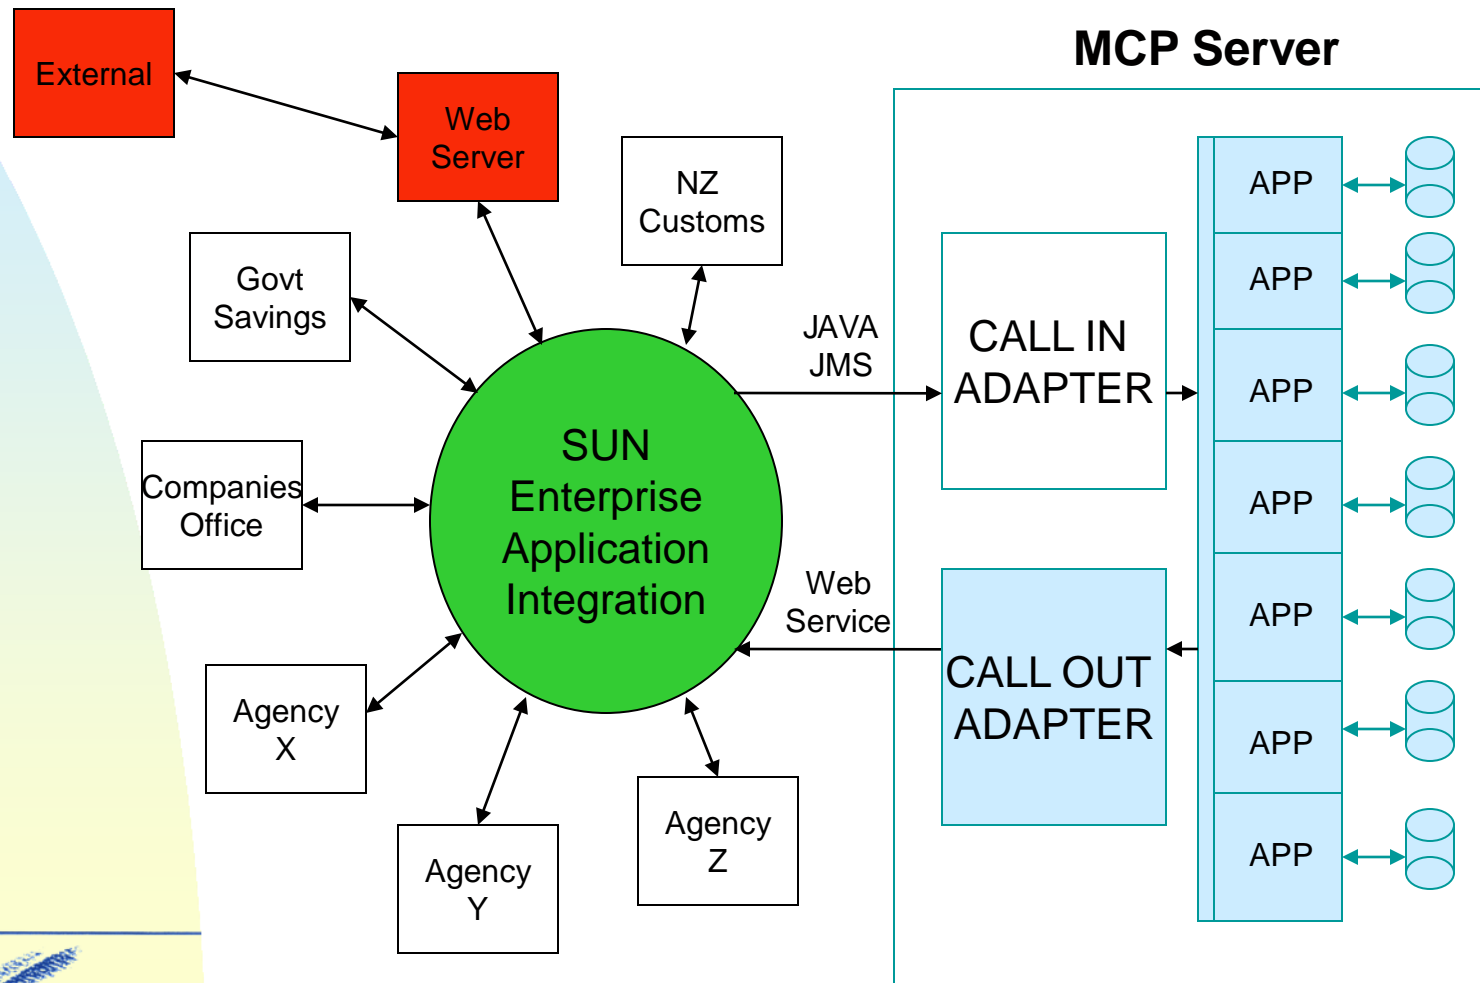 MCP Server
External
Web
Server
NZ
Customs
Govt
Savings
JAVA
JMS
CALL IN
ADAPTER
SUN
Enterprise
Application
Integration
Companies
Office
Web
Service
CALL OUT
ADAPTER
Agency
X
Agency
Y
Agency
Z
APP
APP
APP
APP
APP
APP
APP